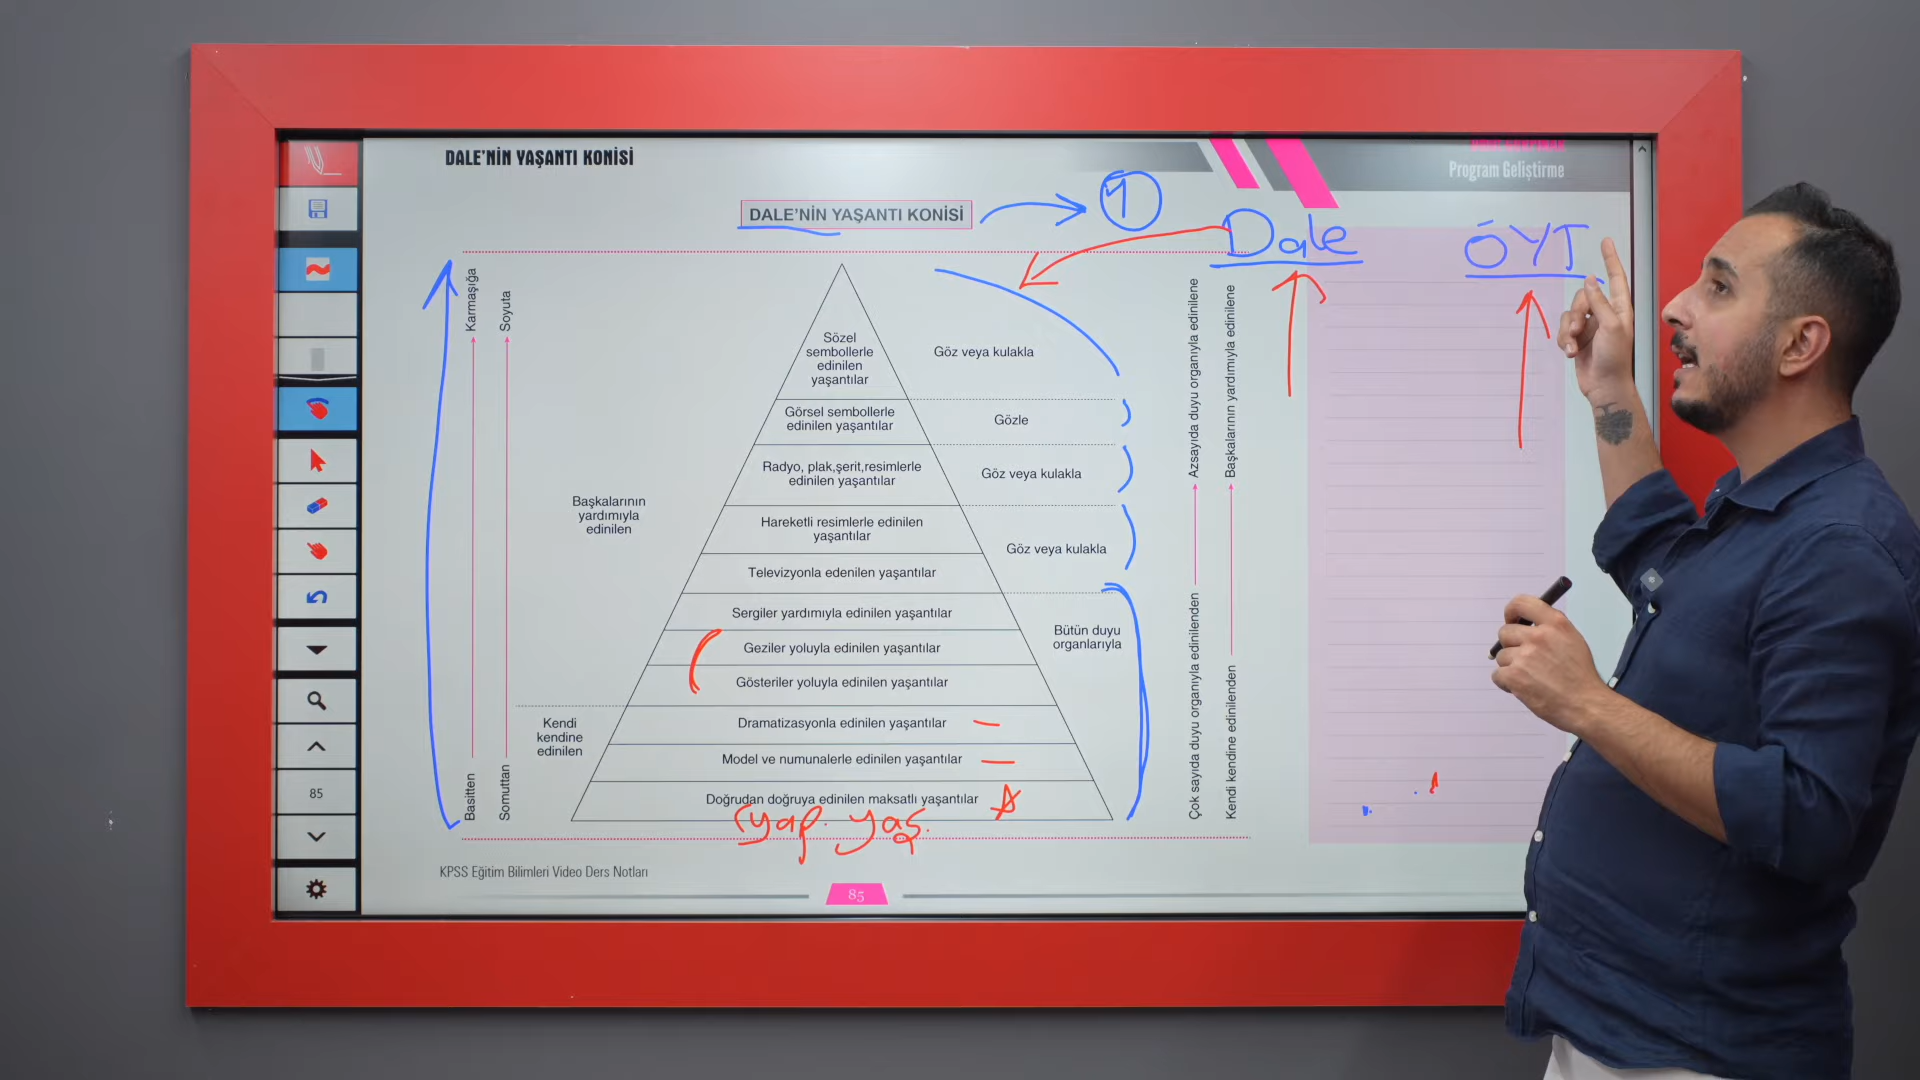 DALE'NİN YAŞANTI KONİSİ
Program Geliştirme
DALE'NİN YAŞANTI KONİSİ
Dale
ÖYT
Karmaşığa
Soyuta
Basitten
Somuttan
Sözel
sembollerle
edinilen
yaşantılar
Göz veya kulakla
Görsel sembollerle
edinilen yaşantılar
Gözle
Radyo, plak,şerit,resimlerle
edinilen yaşantılar
Göz veya kulakla
Başkalarının
yardımıyla
edinilen
Hareketli resimlerle edinilen
yaşantılar
Göz veya kulakla
Televizyonla edenilen yaşantılar
Sergiler yardımıyla edinilen yaşantılar
Geziler yoluyla edinilen yaşantılar
Bütün duyu
organlarıyla
Gösteriler yoluyla edinilen yaşantılar
Kendi
kendine
edinilen
Dramatizasyonla edinilen yaşantılar
Model ve numunalerle edinilen yaşantılar
Doğrudan doğruya edinilen maksatlı yaşantılar
yap. yaş.
Azsayıda duyu organıyla edinilene
Başkalarının yardımıyla edinilene
Çok sayıda duyu organıyla edinilenden
Kendi kendine edinilenden
85
KPSS Eğitim Bilimleri Video Ders Notları
85